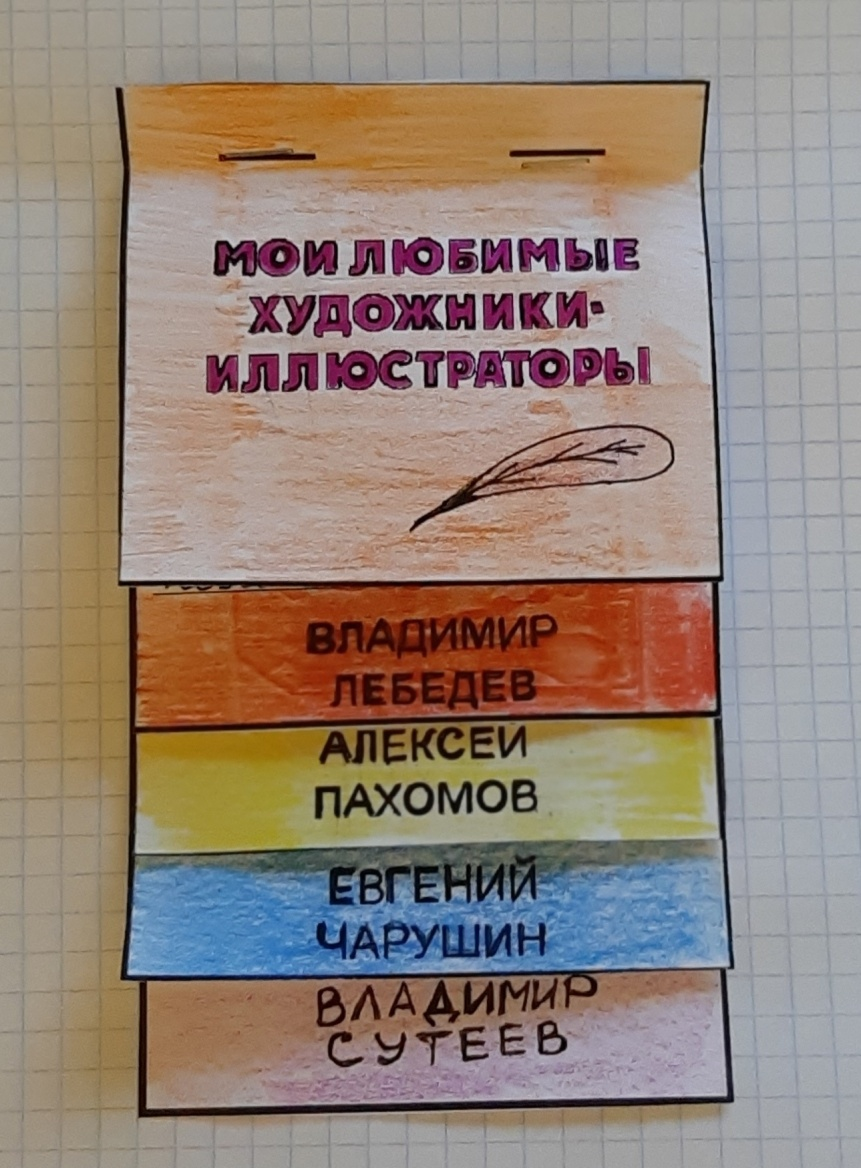 МОИ ЛЮБИМЫЕ
ХУДОЖНИКИ-
ИЛЛЮСТРАТОРЫ
ВЛАДИМИР
ЛЕБЕДЕВ
АЛЕКСЕЙ
ПАХОМОВ
ЕВГЕНИЙ
ЧАРУШИН
ВЛАДИМИР
СУТЕЕВ